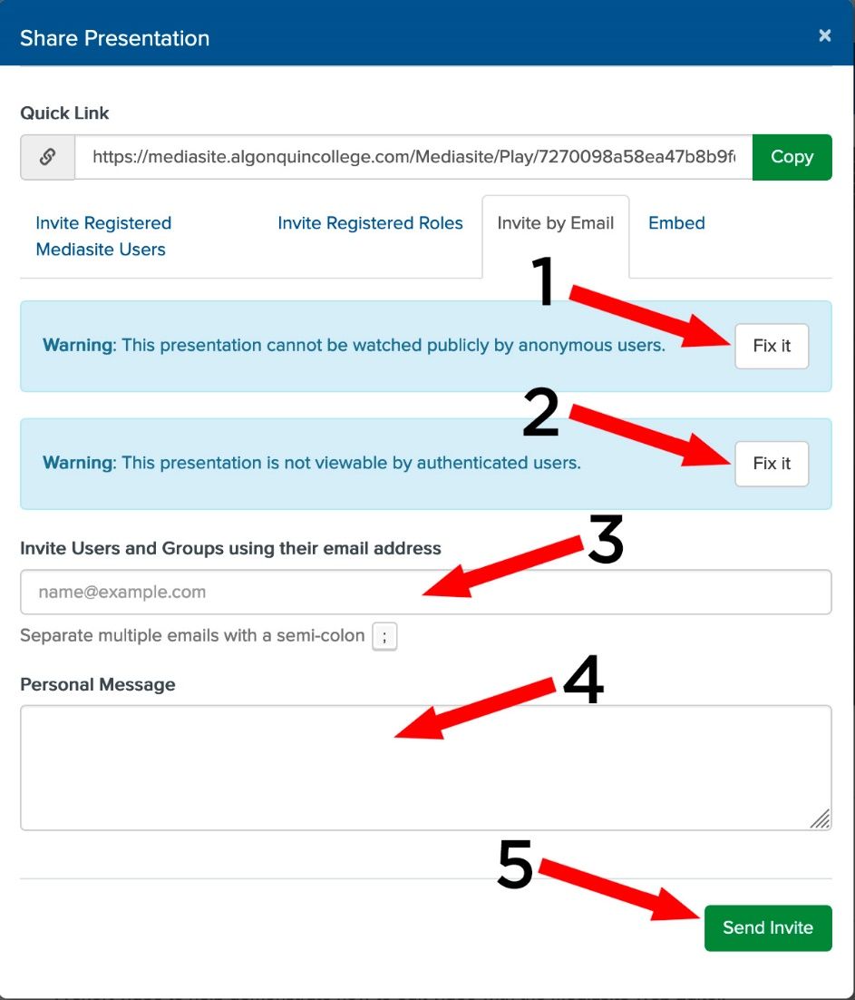 Share Presentation ×
Quick Link
https://mediasite.algonquincollege.com/Mediasite/Play/7270098a58ea47b8b9f Copy
Invite Registered
Mediasite Users
Invite Registered Roles
Invite by Email
Embed
1
Warning: This presentation cannot be watched publicly by anonymous users. Fix it
2
Warning: This presentation is not viewable by authenticated users. Fix it
3
Invite Users and Groups using their email address
name@example.com
Separate multiple emails with a semi-colon ;
4
Personal Message
5
Send Invite